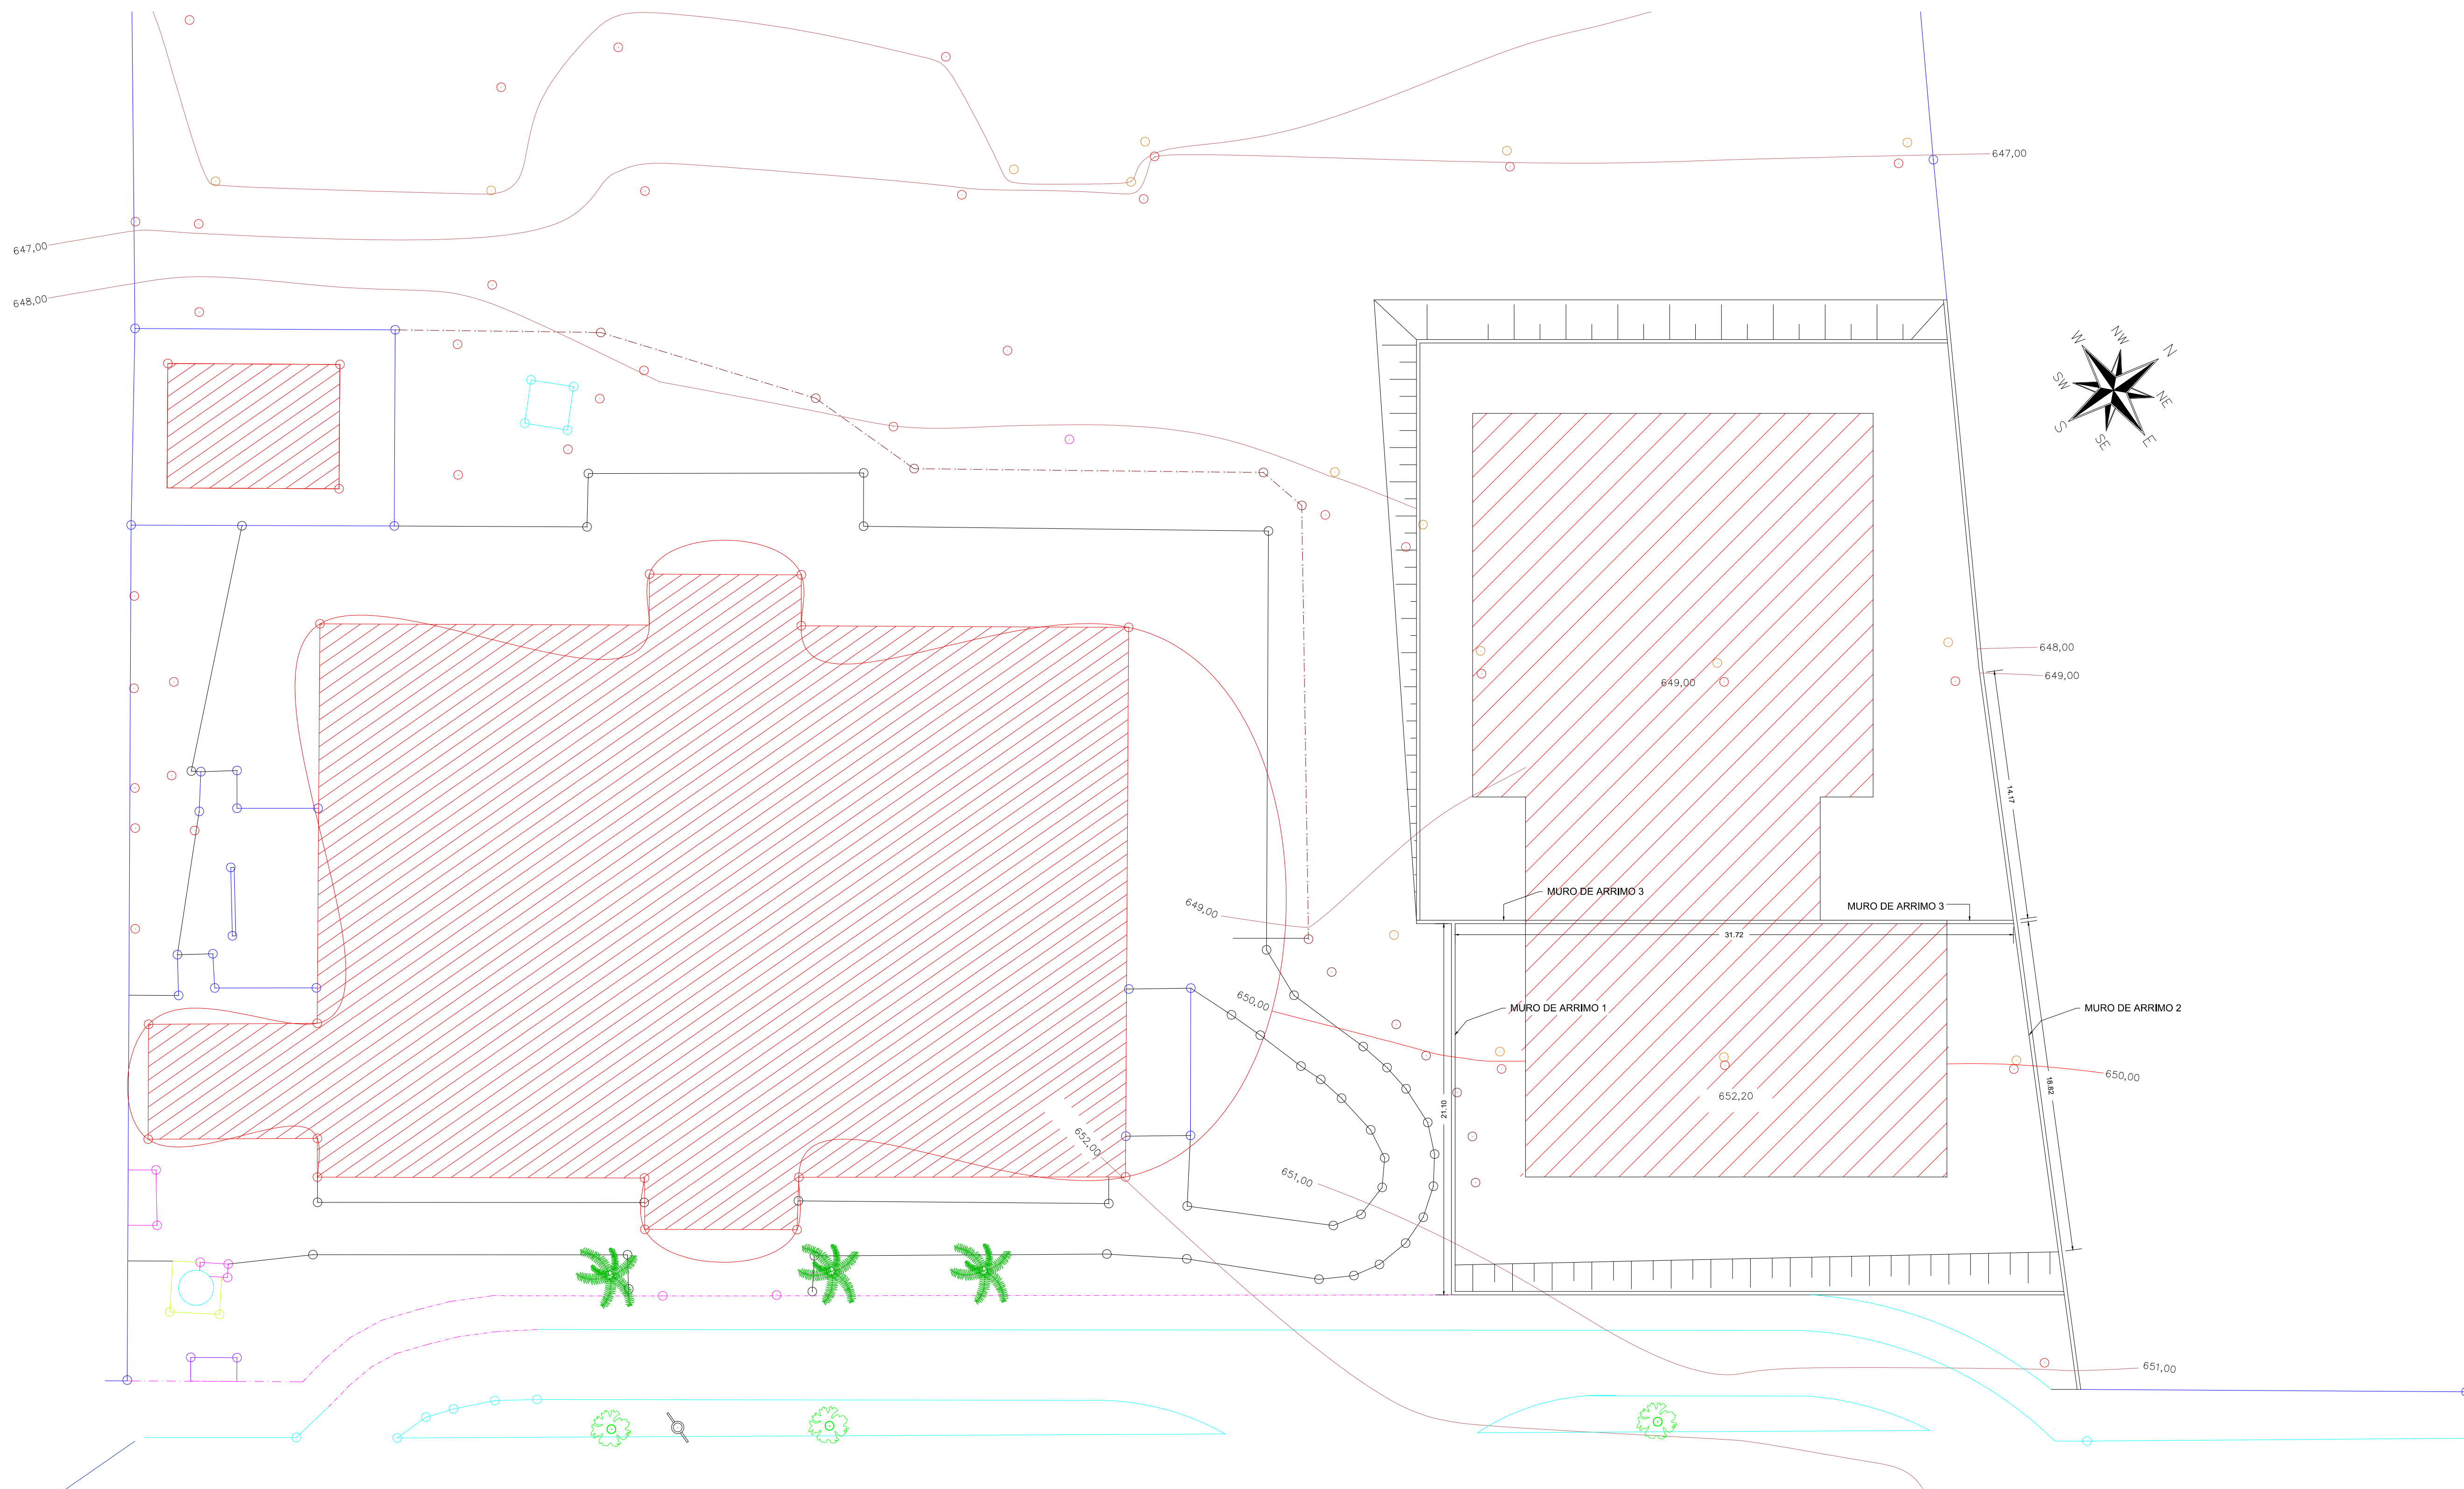 647,00
647,00
648,00
W
NW
N
SW
NE
S
SE
E
648,00
649,00
649,00
14.17
MURO DE ARRIMO 3
MURO DE ARRIMO 3
649,00
31.72
650,00
MURO DE ARRIMO 1
MURO DE ARRIMO 2
650,00
652,20
18.82
21.10
652,00
651,00
651,00